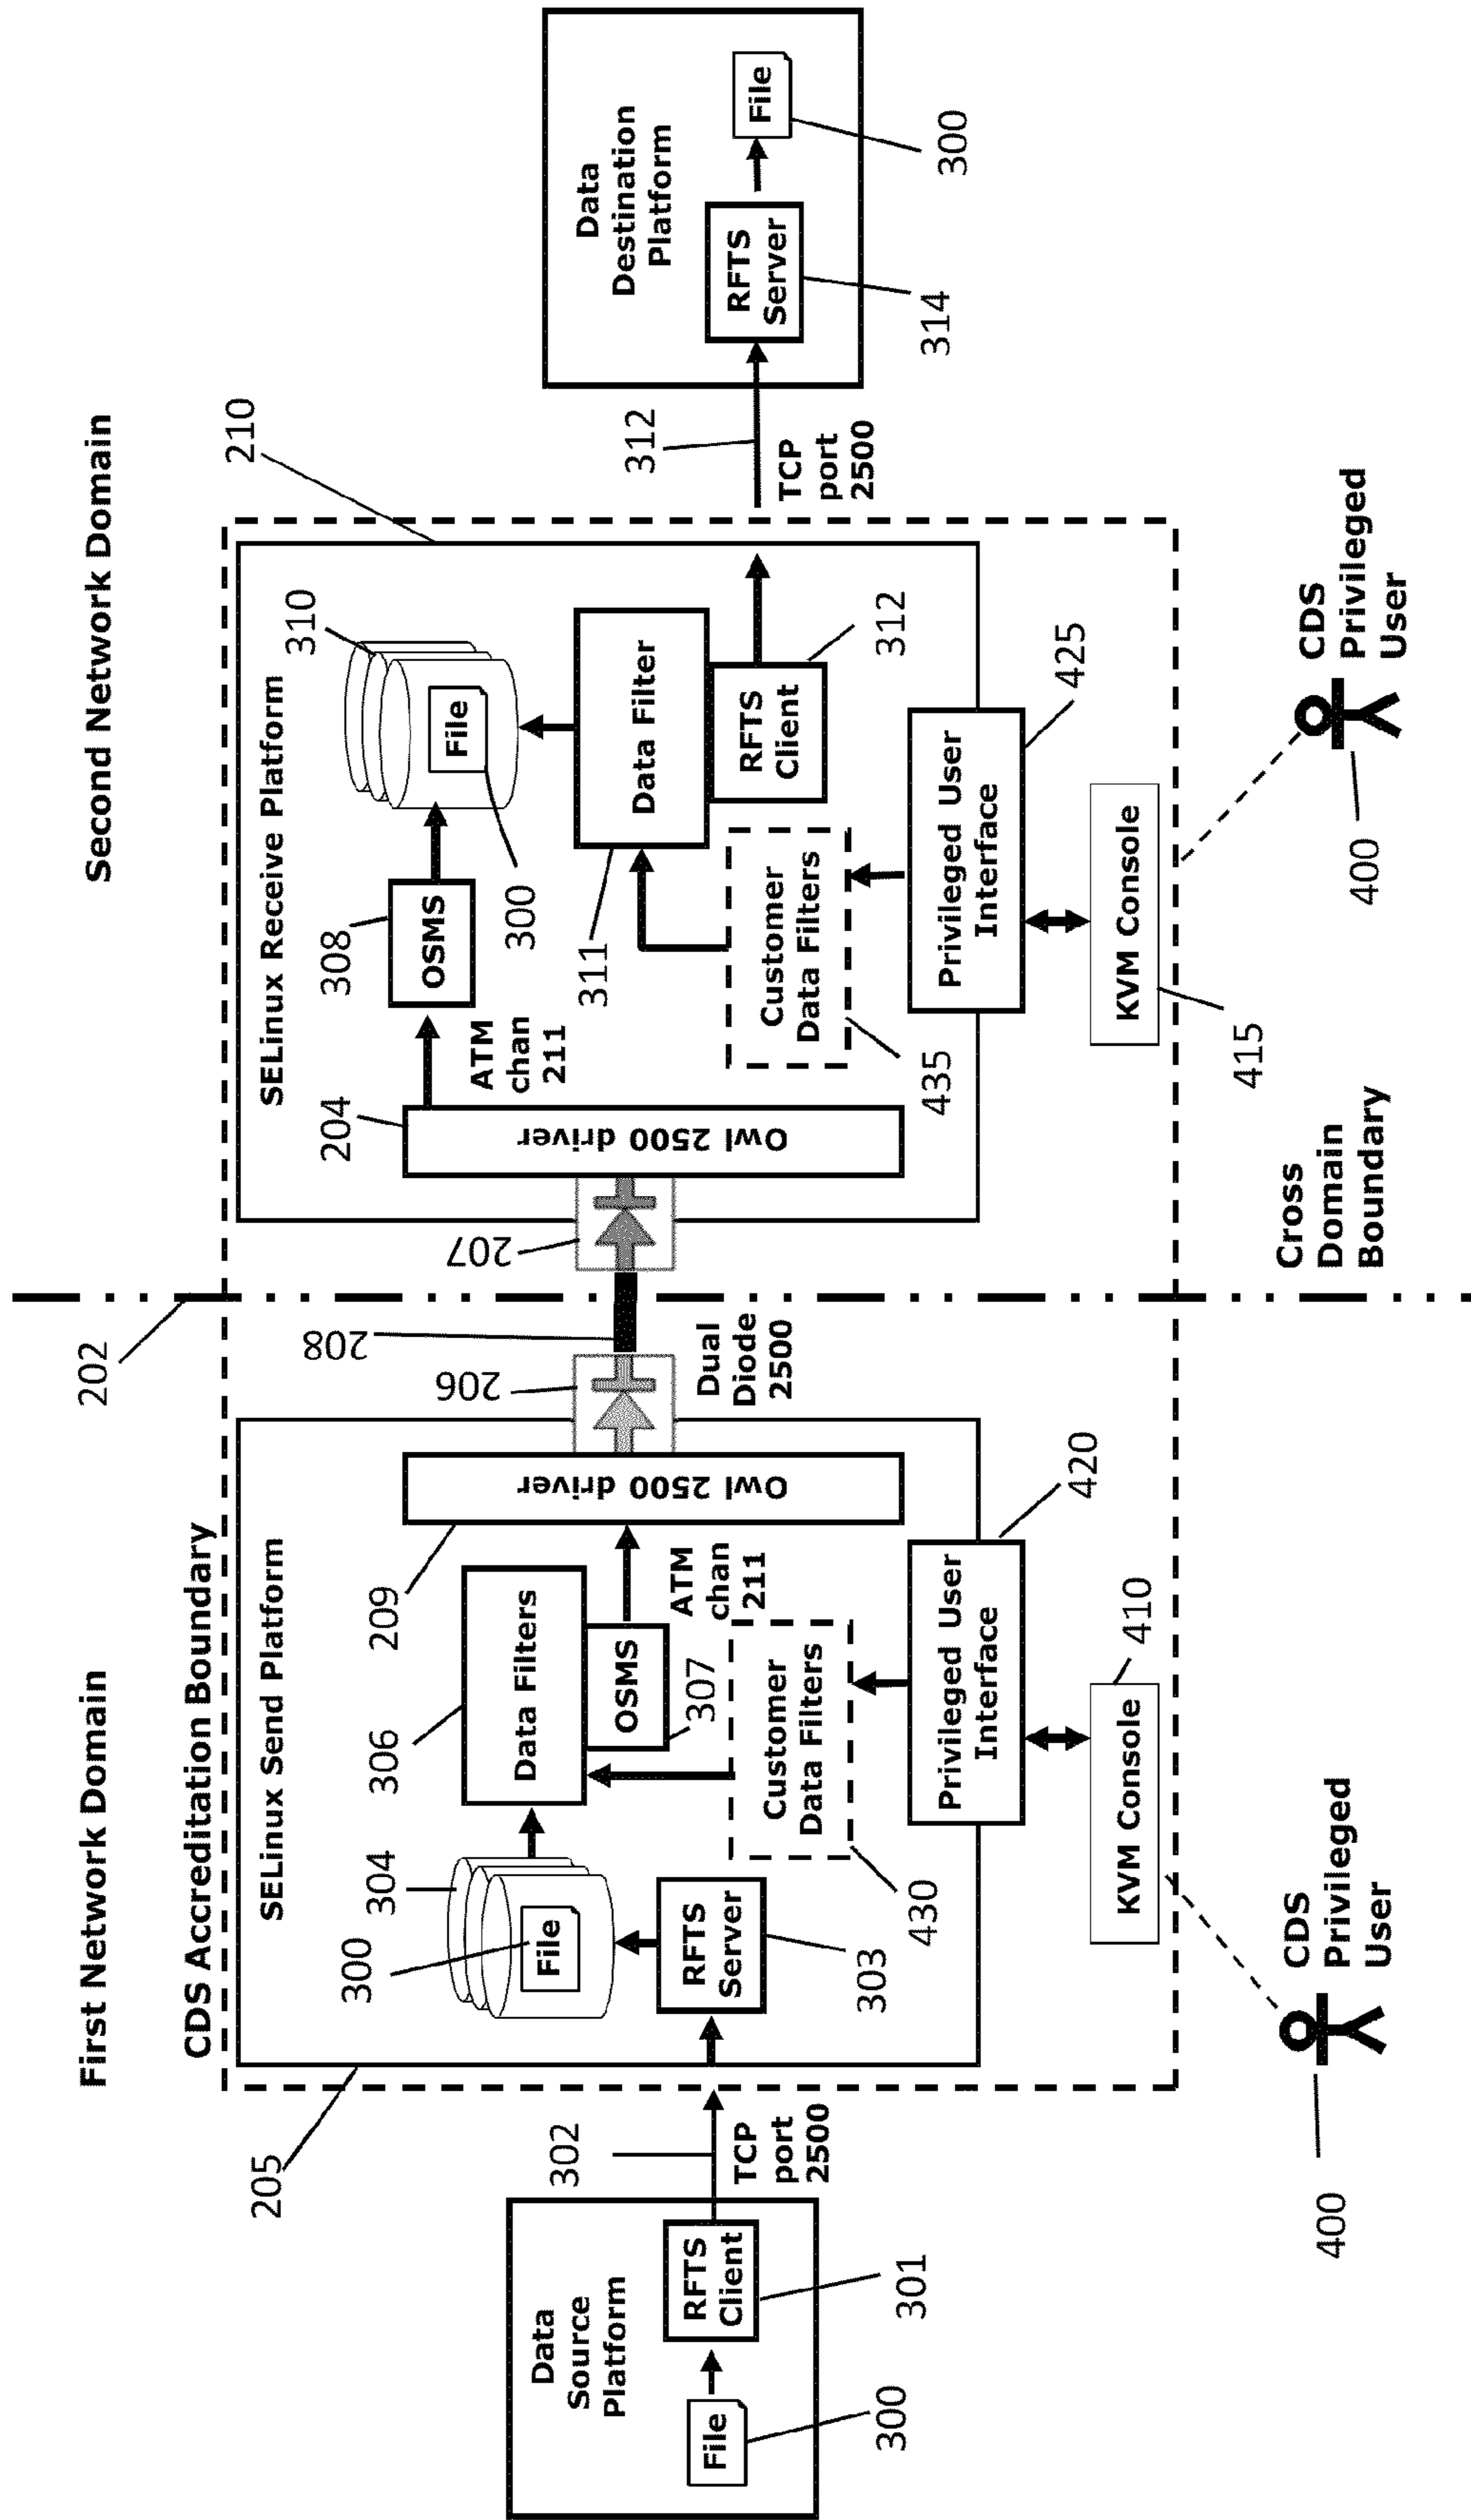 First Network Domain
Second Network Domain
202
CDS Accreditation Boundary
205
210
Data
Source
Platform
File
300
RFTS
Client
301
302
TCP
port
2500
SELinux Send Platform
RFTS
Server
303
304
File
300
Data Filters
306
OSMS
307
ATM
chan
211
Customer
Data Filters
430
Owl 2500 driver
209
206
208
Dual
Diode
2500
207
Privileged User
Interface
420
KVM Console
410
CDS
Privileged
User
400
SELinux Receive Platform
Owl 2500 driver
204
ATM
chan
211
OSMS
308
File
300
310
Data Filter
311
RFTS
Client
312
Customer
Data Filters
435
Privileged User
Interface
425
KVM Console
415
Cross
Domain
Boundary
CDS
Privileged
User
400
312
TCP
port
2500
Data
Destination
Platform
RFTS
Server
314
File
300